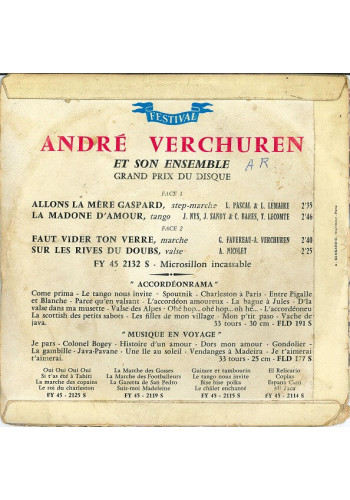 FESTIVAL
ANDRÉ VERCHUREN
ET SON ENSEMBLE
GRAND PRIX DU DISQUE
AR
FACE 1
ALLONS LA MÈRE GASPARD, step-marche L. PASCAL & L. LEMAIRE 2'35
LA MADONE D'AMOUR, tango J. NYS, J. SANDY & C. BAHES, T. LECOMTE 2'46
FACE 2
FAUT VIDER TON VERRE, marche G. FAVEREAU-A. VERCHUREN 2'40
SUR LES RIVES DU DOUBS, valse A. NICOLET 2'25
FY 45 2132 S - Microsillon incassable
" ACCORDÉONRAMA "
Come prima - Le tango nous invite - Spoutnik - Charleston à Paris - Entre Pigalle
et Blanche - Parce qu'en valsant - L'accordéon amoureux - La bague à Jules - D'la
valse dans ma musette - Valse des Alpes - Ohé hop.. ohé hop.. oh hé.. - L'accordéoneu
La scottish des petits sabots - Les filles de mon village - Mon p'tit paso - Vache de
java. 33 tours - 30 cm - FLD 191 S
" MUSIQUE EN VOYAGE "
Je pars - Colonel Bogey - Histoire d'un amour - Dors mon amour - Gondolier -
La gambille - Java-Pavane - Une île au soleil - Vendanges à Madeira - Je t'aimerai
t'aimerai. 33 tours - 25 cm - FLD 177 S
Oui Oui Oui Oui
Si t'as été à Tahiti
La marche des copains
Le roi du charleston
FY 45 - 2125 S
La Marche des Gosses
La Marche des Footballeurs
La Gazetta de San Pedro
Suis-moi Madeleine
FY 45 - 2119 S
Guitare et tambourin
Le tango nous invite
Bise bise polka
Le châlet enchanté
FY 45 - 2115 S
El Relicario
Copius
Espana Cani
FY 45 - 2114 S